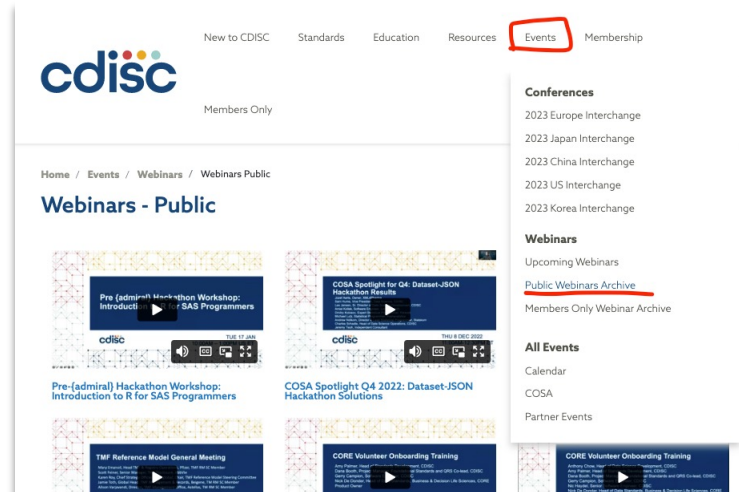 New to CDISC
Standards
Education
Resources
Events
Membership
cdisc
Members Only
Conferences
2023 Europe Interchange
2023 Japan Interchange
2023 China Interchange
2023 US Interchange
2023 Korea Interchange
Webinars
Upcoming Webinars
Public Webinars Archive
Members Only Webinar Archive
All Events
Calendar
COSA
Partner Events
Home / Events / Webinars / Webinars Public
Webinars - Public
Pre {admiral} Hackathon Workshop:
Introduction to R for SAS Programmers
cdisc
TUE 17 JAN
CC
Pre-{admiral} Hackathon Workshop:
Introduction to R for SAS Programmers
COSA Spotlight for Q4: Dataset-JSON
Hackathon Results
cdisc
THU 8 DEC 2022
CC
COSA Spotlight Q4 2022: Dataset-JSON
Hackathon Solutions
TMF Reference Model General Meeting
CORE Volunteer Onboarding Training
CORE Volunteer Onboarding Training